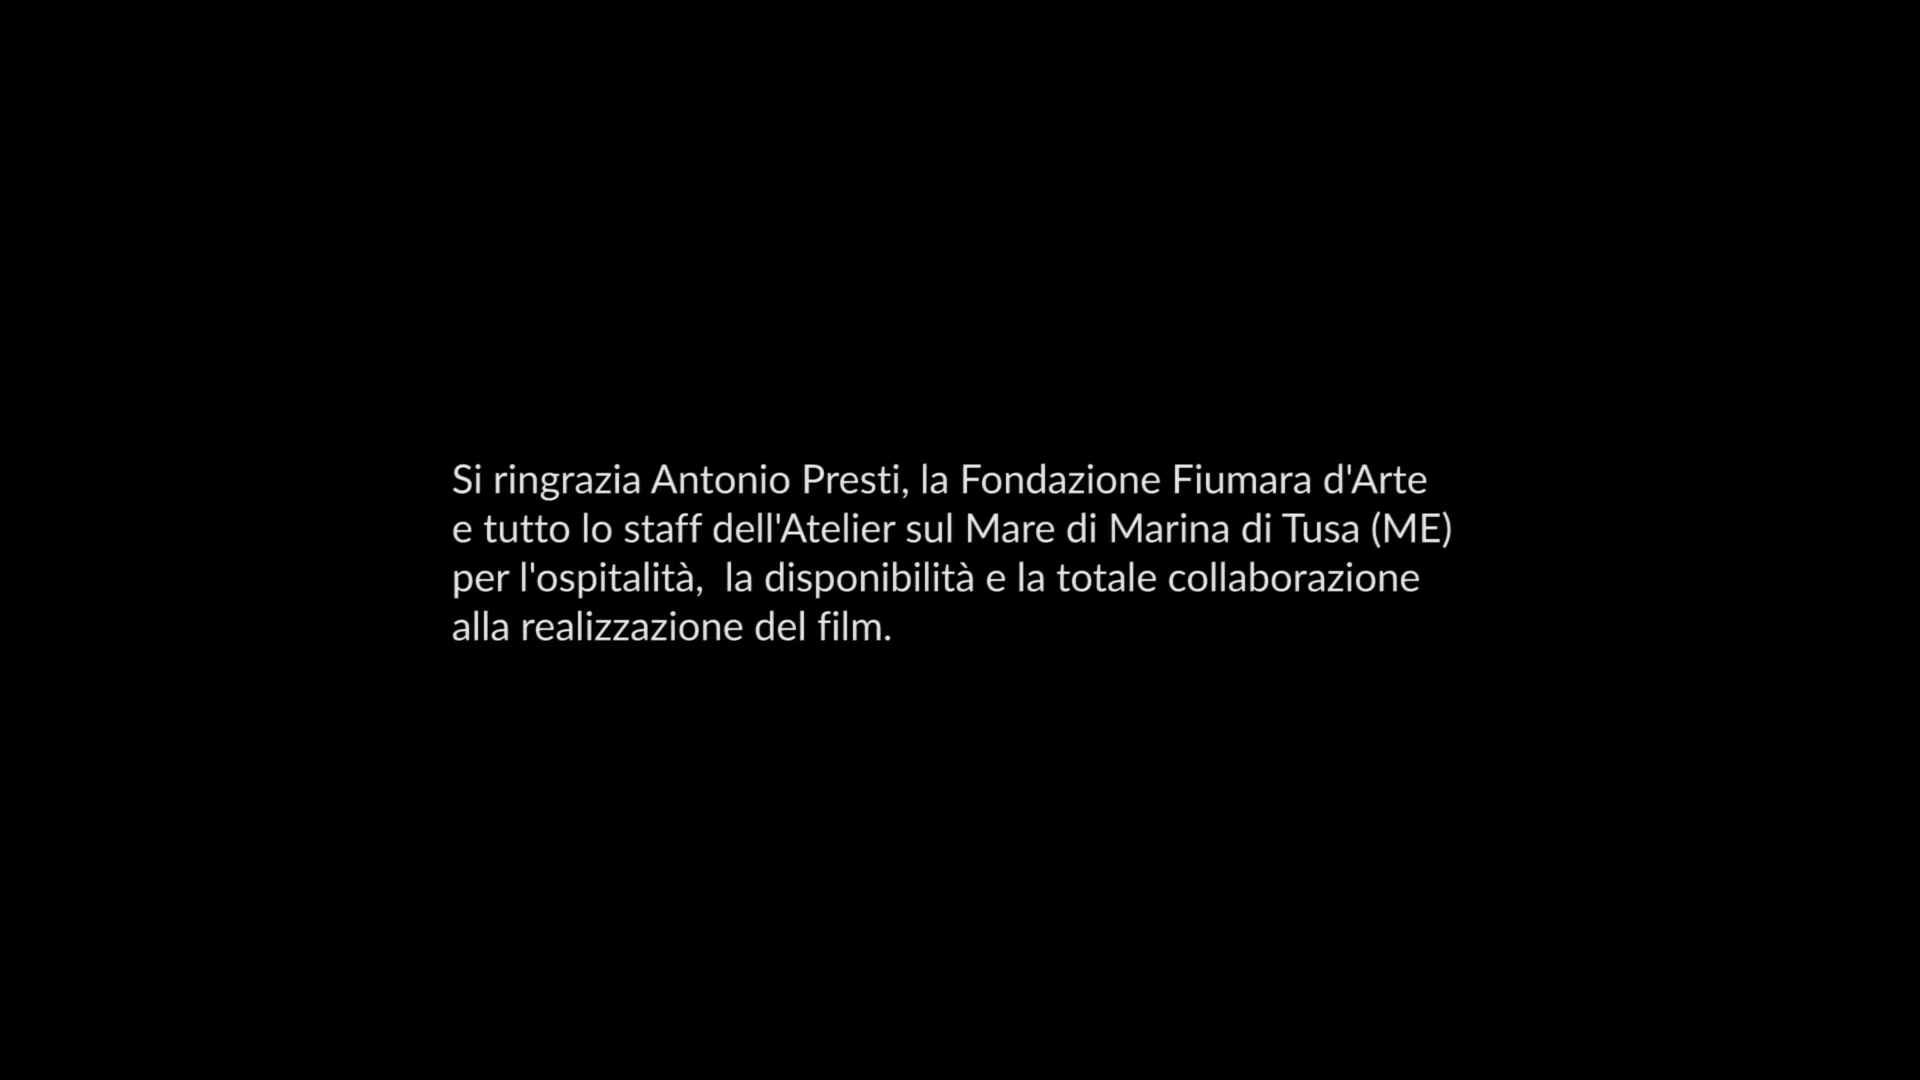 Si ringrazia Antonio Presti, la Fondazione Fiumara d'Arte
e tutto lo staff dell'Atelier sul Mare di Marina di Tusa (ME)
per l'ospitalità,  la disponibilità e la totale collaborazione
alla realizzazione del film.